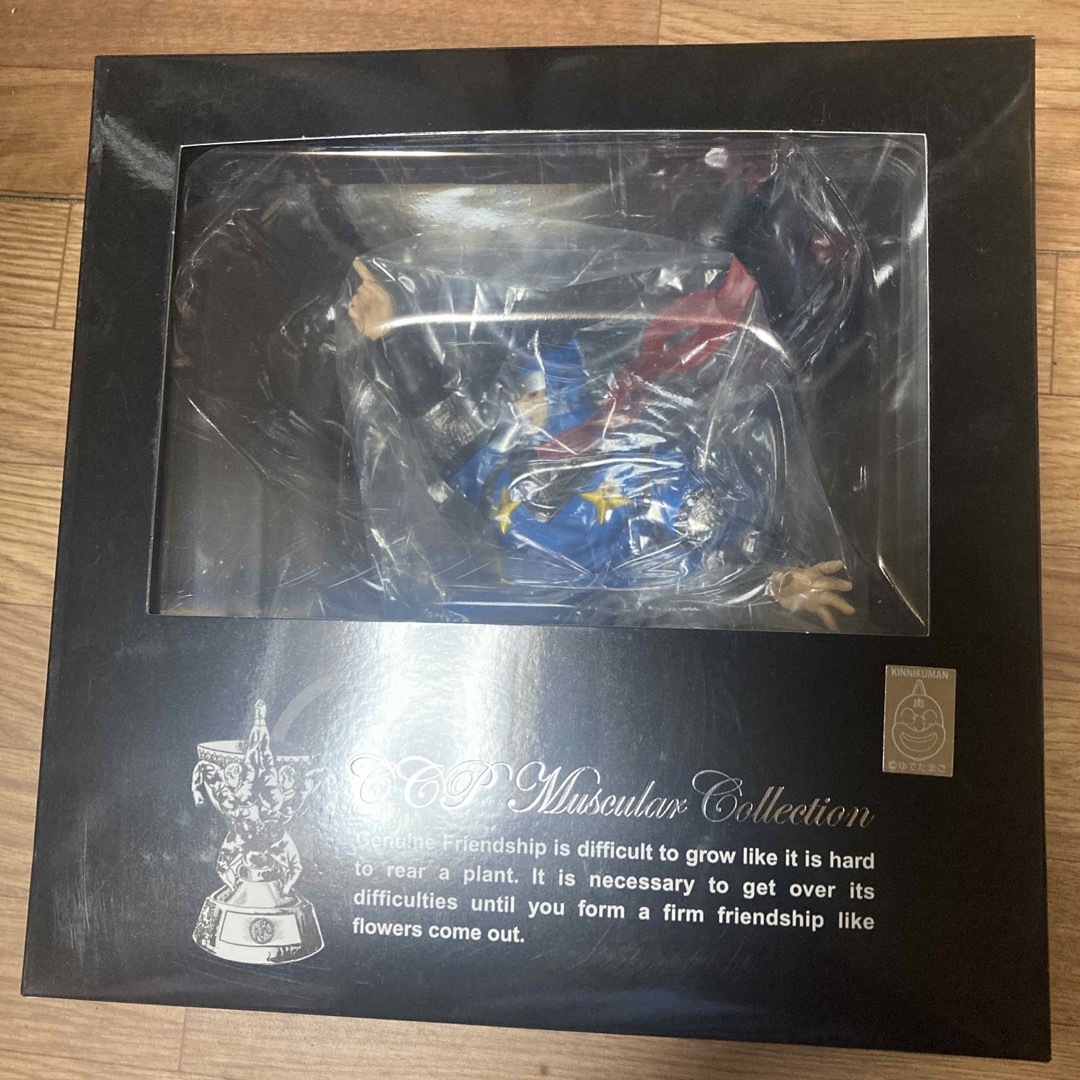 KINNIKUMAN
肉
©ゆでたまご
CCP Muscular Collection
Genuine Friendship is difficult to grow like it is hard
to rear a plant. It is necessary to get over its
difficulties until you form a firm friendship like
flowers come out.